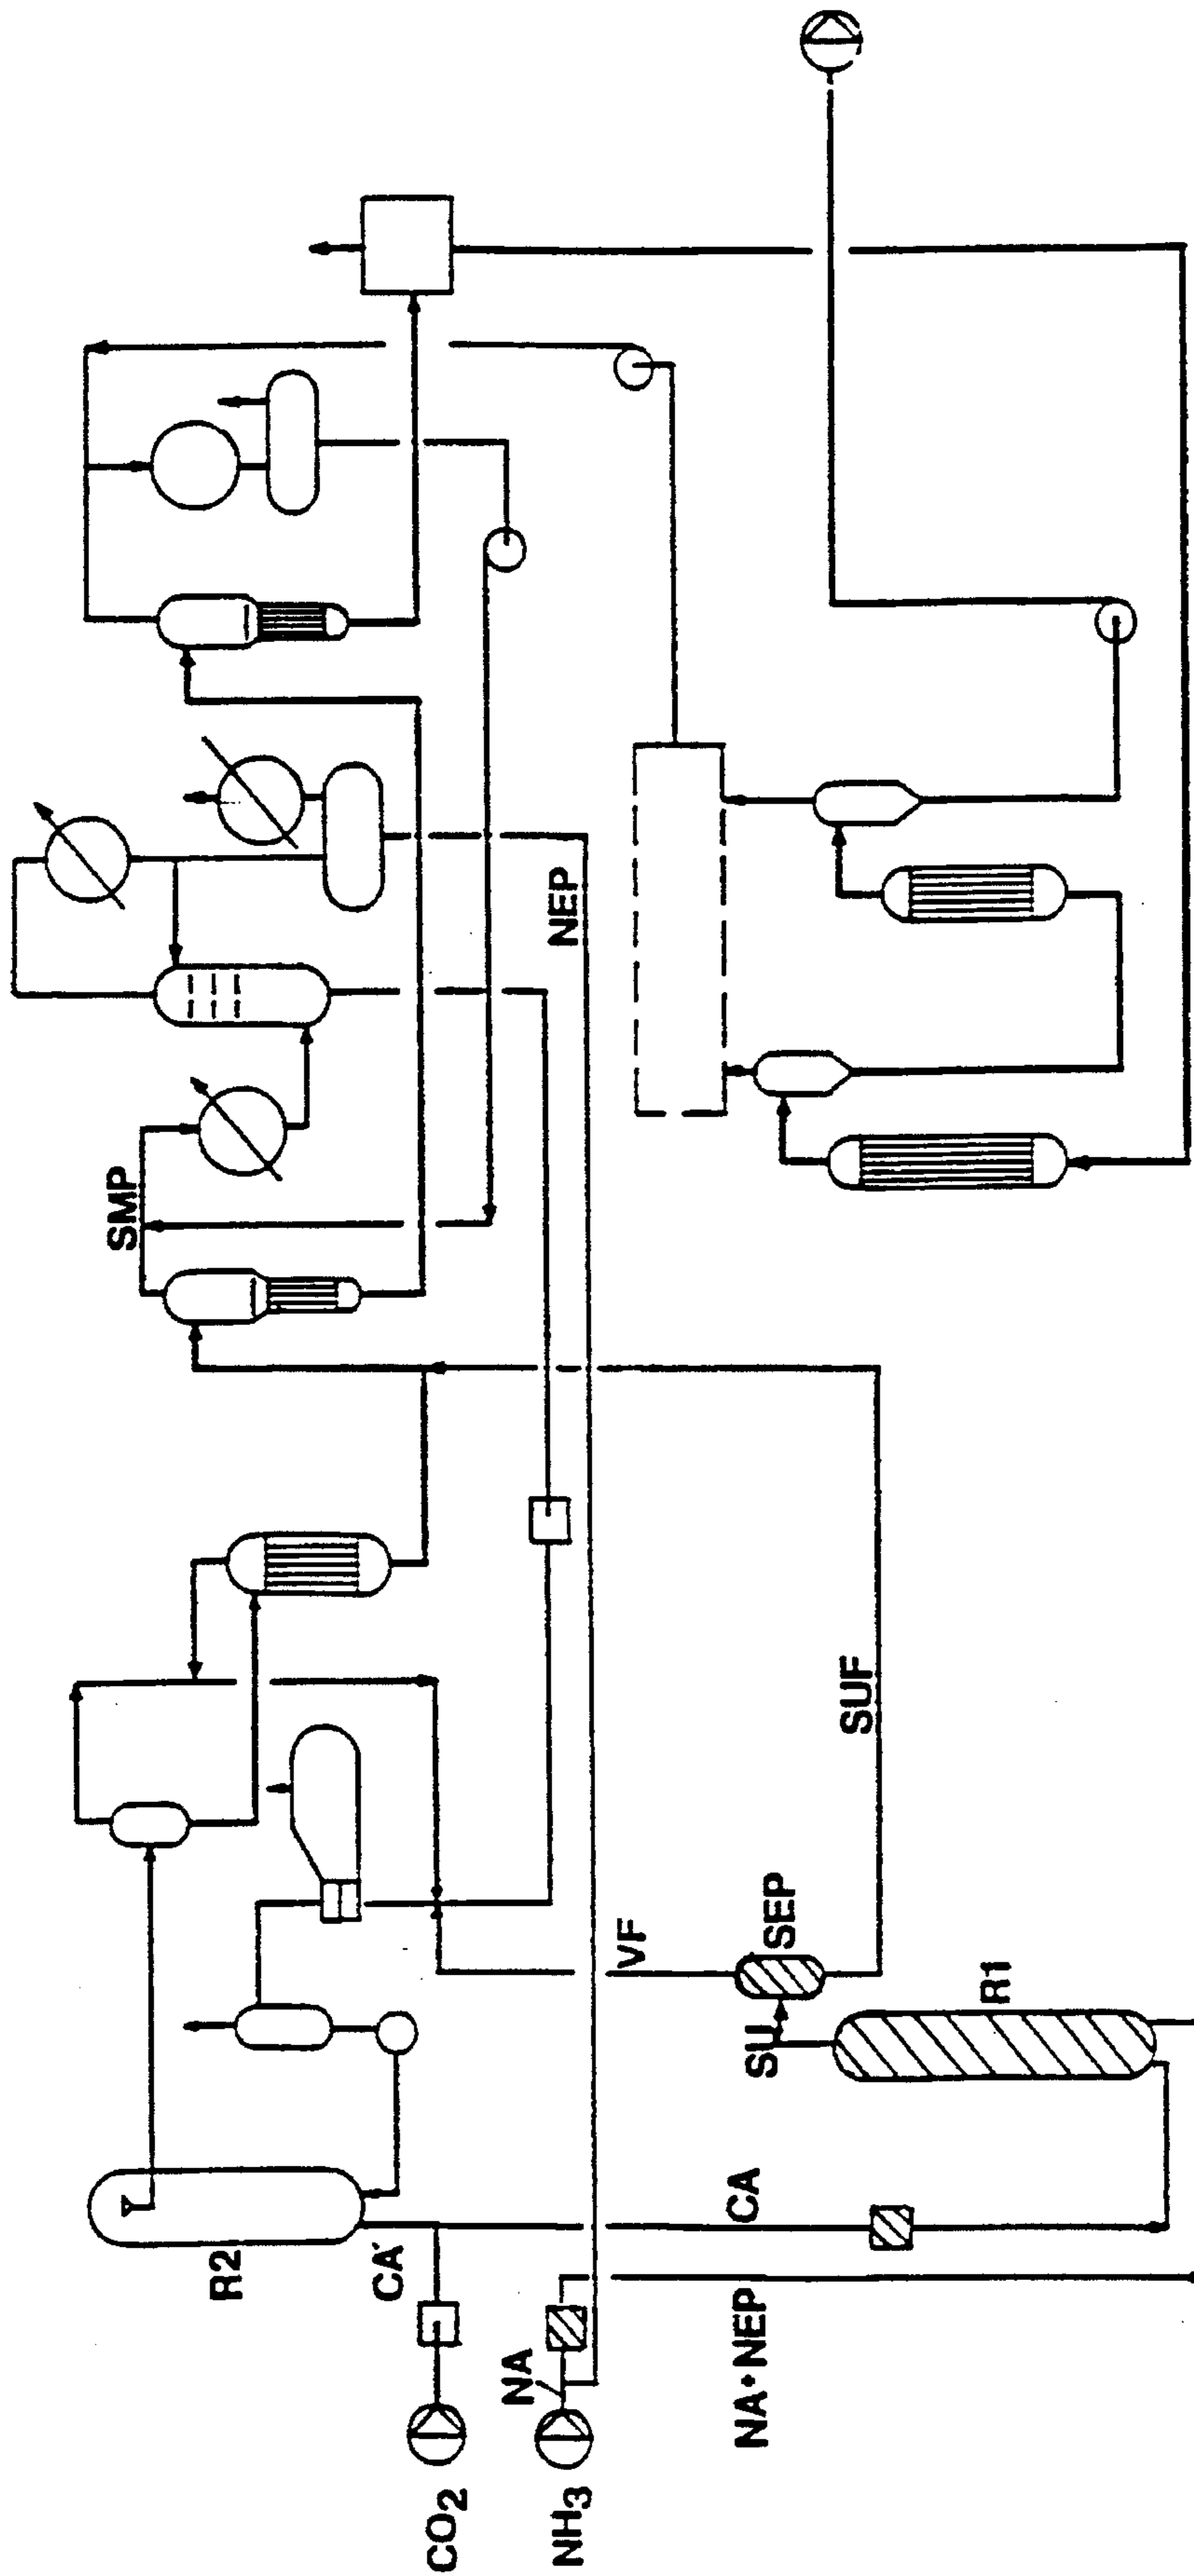 SMP
NEP
R2
CA'
CO2
NA
NH3
VF
SEP
SU
SUF
R1
CA
NA+NEP